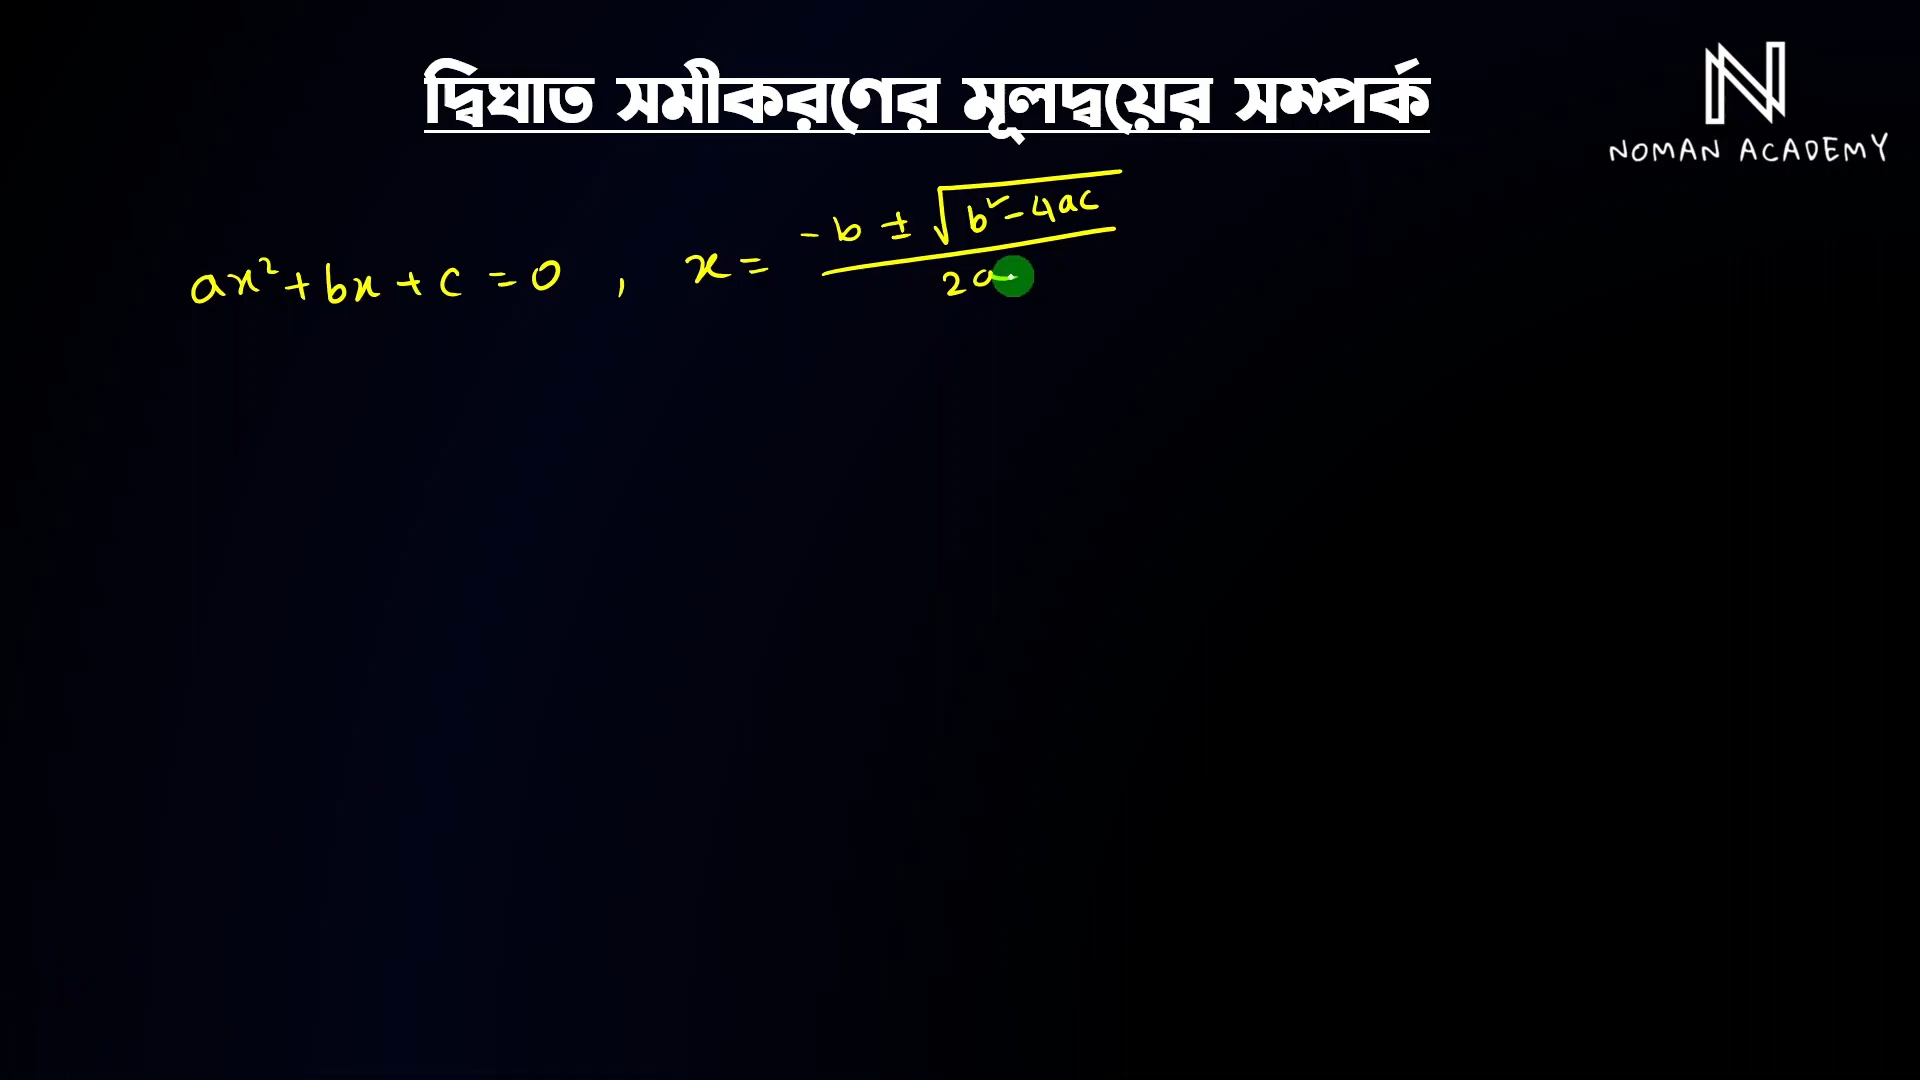 দ্বিঘাত সমীকরণের মূলদ্বয়ের সম্পর্ক
NOMAN ACADEMY
ax² + bx + c = 0 , x = (-b ± √(b² - 4ac)) / 2a